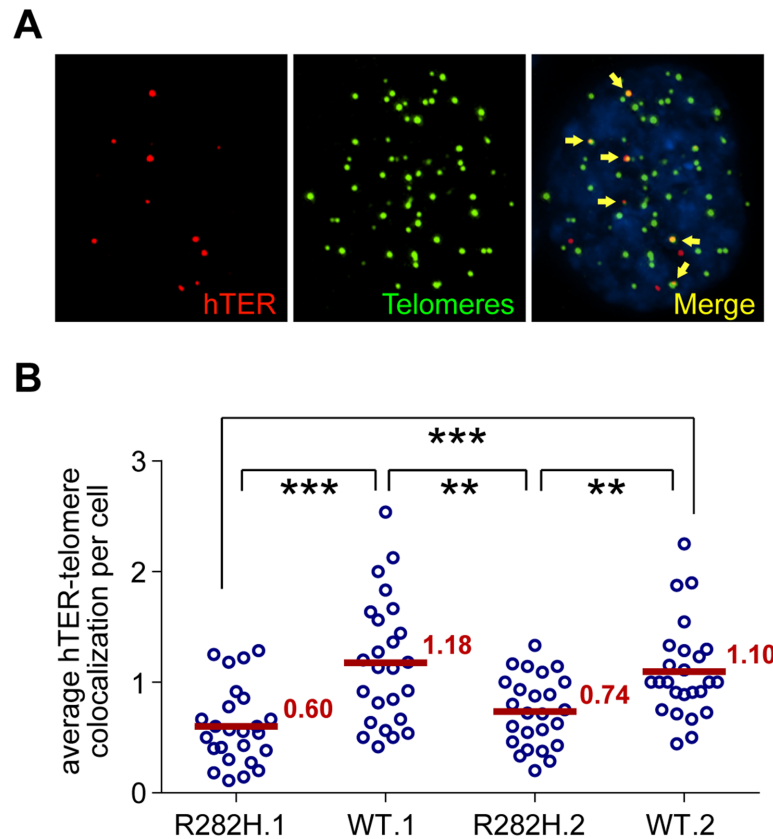 A
hTER
Telomeres
Merge
B
average hTER-telomere
colocalization per cell
3
2
1
0
***
***
**
**
0.60
1.18
0.74
1.10
R282H.1
WT.1
R282H.2
WT.2